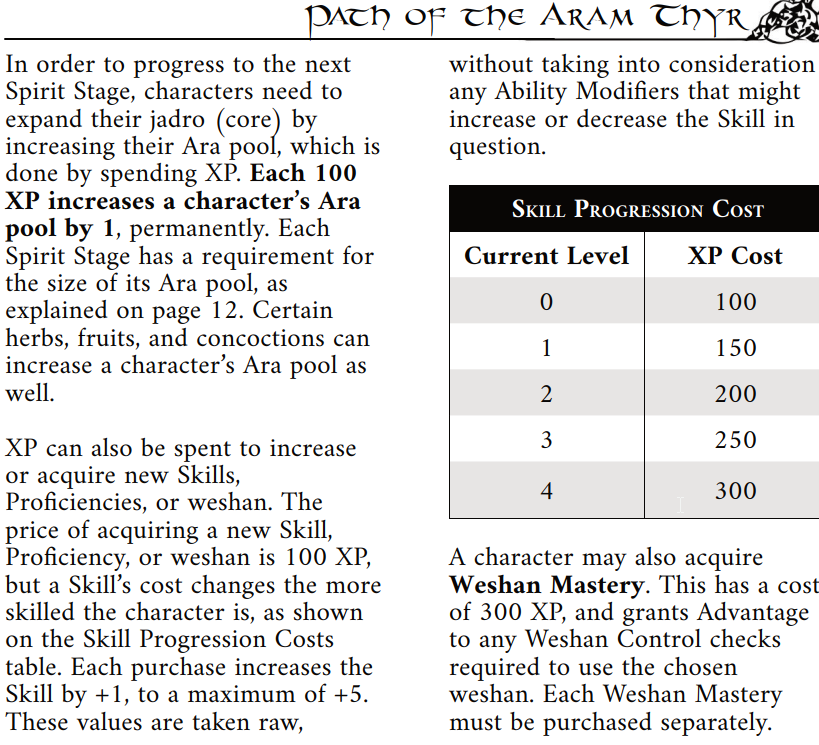 Path of the Aram Thyr
In order to progress to the next
Spirit Stage, characters need to
expand their jadro (core) by
increasing their Ara pool, which is
done by spending XP. Each 100
XP increases a character’s Ara
pool by 1, permanently. Each
Spirit Stage has a requirement for
the size of its Ara pool, as
explained on page 12. Certain
herbs, fruits, and concoctions can
increase a character’s Ara pool as
well.
XP can also be spent to increase
or acquire new Skills,
Proficiencies, or weshan. The
price of acquiring a new Skill,
Proficiency, or weshan is 100 XP,
but a Skill’s cost changes the more
skilled the character is, as shown
on the Skill Progression Costs
table. Each purchase increases the
Skill by +1, to a maximum of +5.
These values are taken raw,
without taking into consideration
any Ability Modifiers that might
increase or decrease the Skill in
question.
Skill Progression Cost
Current Level XP Cost
0 100
1 150
2 200
3 250
4 300
A character may also acquire
Weshan Mastery. This has a cost
of 300 XP, and grants Advantage
to any Weshan Control checks
required to use the chosen
weshan. Each Weshan Mastery
must be purchased separately.